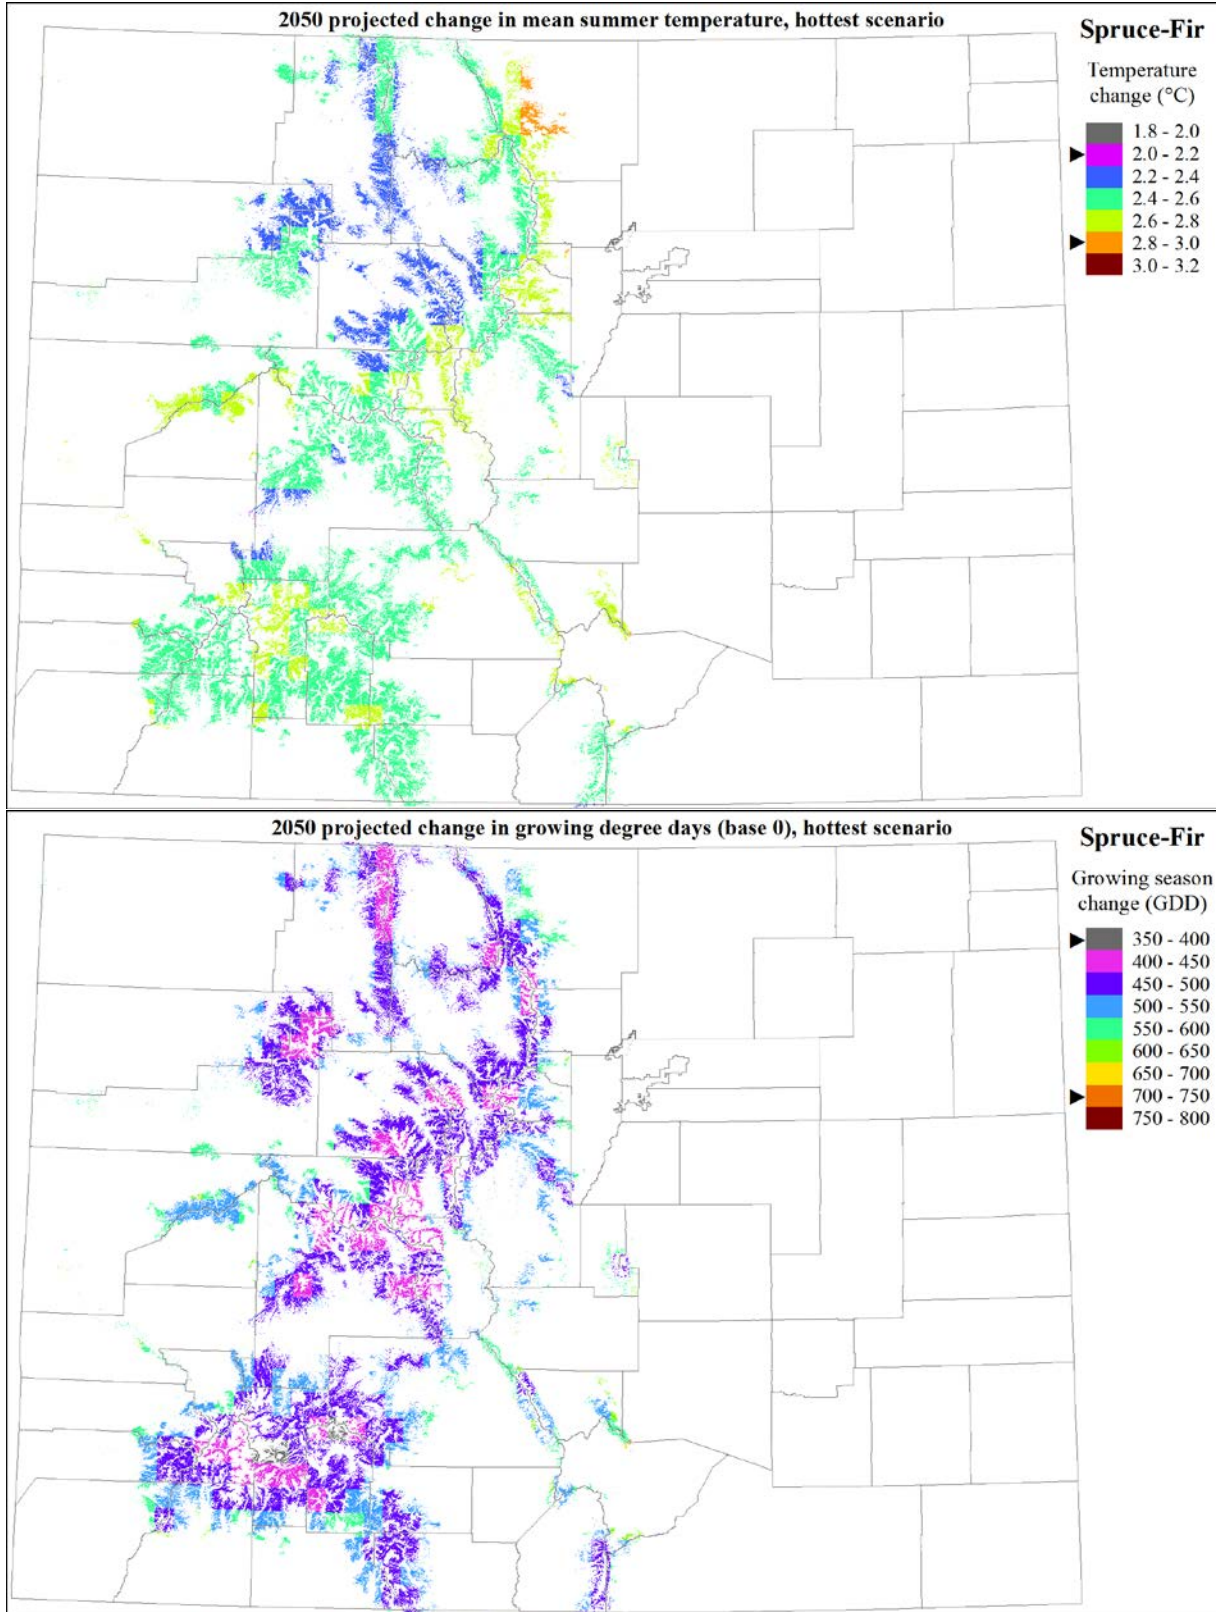 2050 projected change in mean summer temperature, hottest scenario
Spruce-Fir
Temperature
change (°C)
1.8 - 2.0
2.0 - 2.2
2.2 - 2.4
2.4 - 2.6
2.6 - 2.8
2.8 - 3.0
3.0 - 3.2
2050 projected change in growing degree days (base 0), hottest scenario
Spruce-Fir
Growing season
change (GDD)
350 - 400
400 - 450
450 - 500
500 - 550
550 - 600
600 - 650
650 - 700
700 - 750
750 - 800